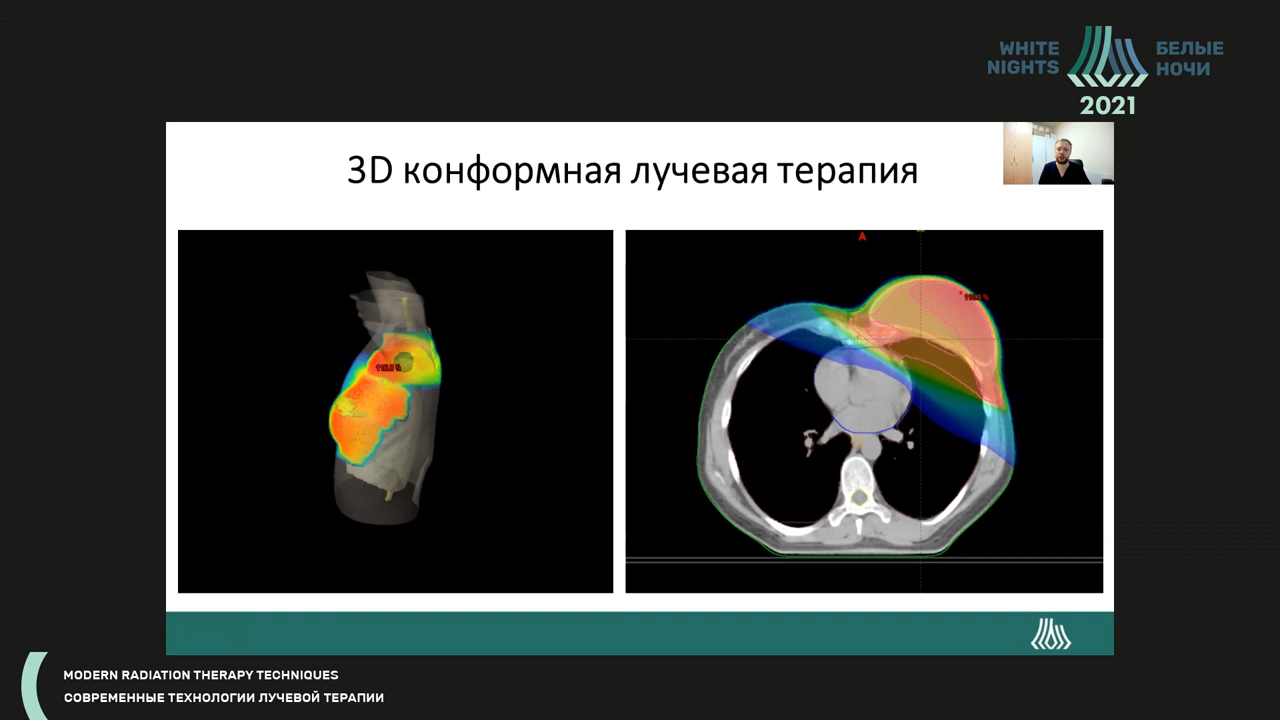 WHITE
NIGHTS
БЕЛЫЕ
НОЧИ
2021
3D конформная лучевая терапия
A
MODERN RADIATION THERAPY TECHNIQUES
СОВРЕМЕННЫЕ ТЕХНОЛОГИИ ЛУЧЕВОЙ ТЕРАПИИ